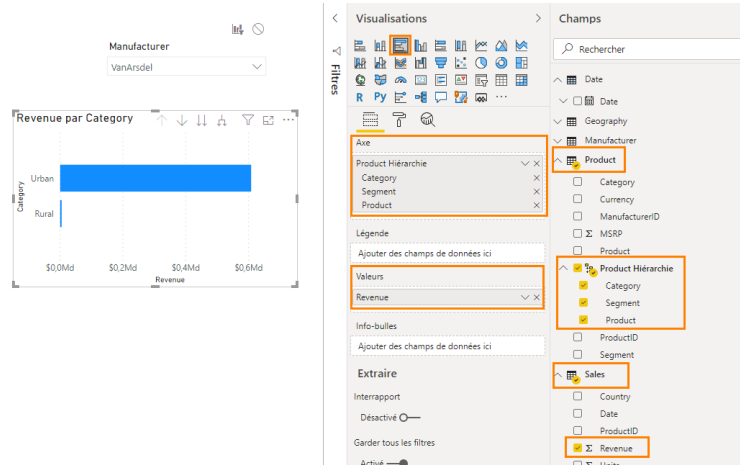 Manufacturer
VanArsdel
Revenue par Category
Category
Urban
Rural
$0,0Md
$0,2Md
$0,4Md
$0,6Md
Revenue
Filtres
Visualisations
R
Py
Axe
Product Hiérarchie
Category
Segment
Product
Légende
Ajouter des champs de données ici
Valeurs
Revenue
Info-bulles
Ajouter des champs de données ici
Extraire
Interrapport
Désactivé
Garder tous les filtres
Activé
Champs
Rechercher
Date
Date
Geography
Manufacturer
Product
Category
Currency
ManufacturerID
Σ MSRP
Product
Product Hiérarchie
Category
Segment
Product
ProductID
Segment
Sales
Country
Date
ProductID
Σ Revenue
Σ Units